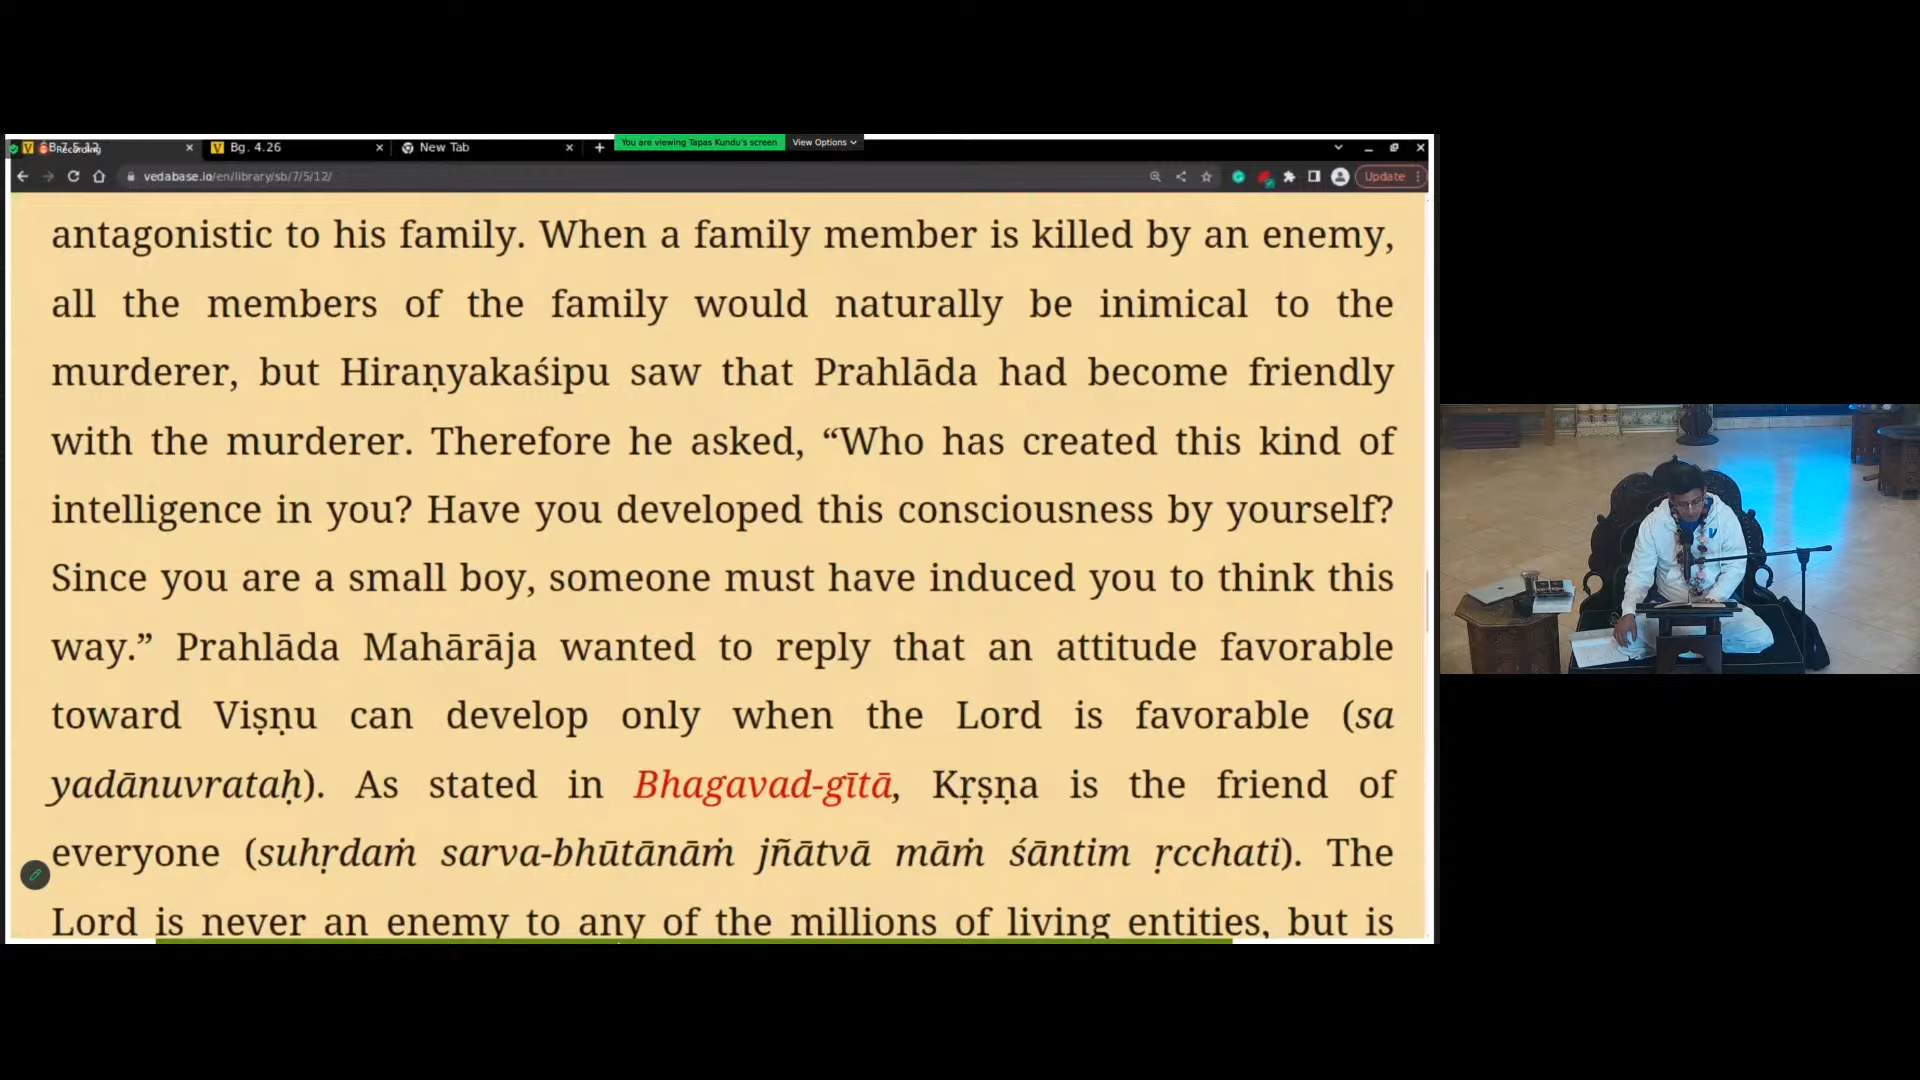 Bg. 4.26
New Tab
You are viewing Tapas Kundu's screen
View Options
Recording
vedabase.io/en/library/sb/7/5/12/
Update
antagonistic to his family. When a family member is killed by an enemy,
all the members of the family would naturally be inimical to the
murderer, but Hiraṇyakaśipu saw that Prahlāda had become friendly
with the murderer. Therefore he asked, “Who has created this kind of
intelligence in you? Have you developed this consciousness by yourself?
Since you are a small boy, someone must have induced you to think this
way.” Prahlāda Mahārāja wanted to reply that an attitude favorable
toward Viṣṇu can develop only when the Lord is favorable (sa
yadānuvrataḥ). As stated in Bhagavad-gītā, Kṛṣṇa is the friend of
everyone (suhṛdaṁ sarva-bhūtānāṁ jñātvā māṁ śāntim ṛcchati). The
Lord is never an enemy to any of the millions of living entities, but is